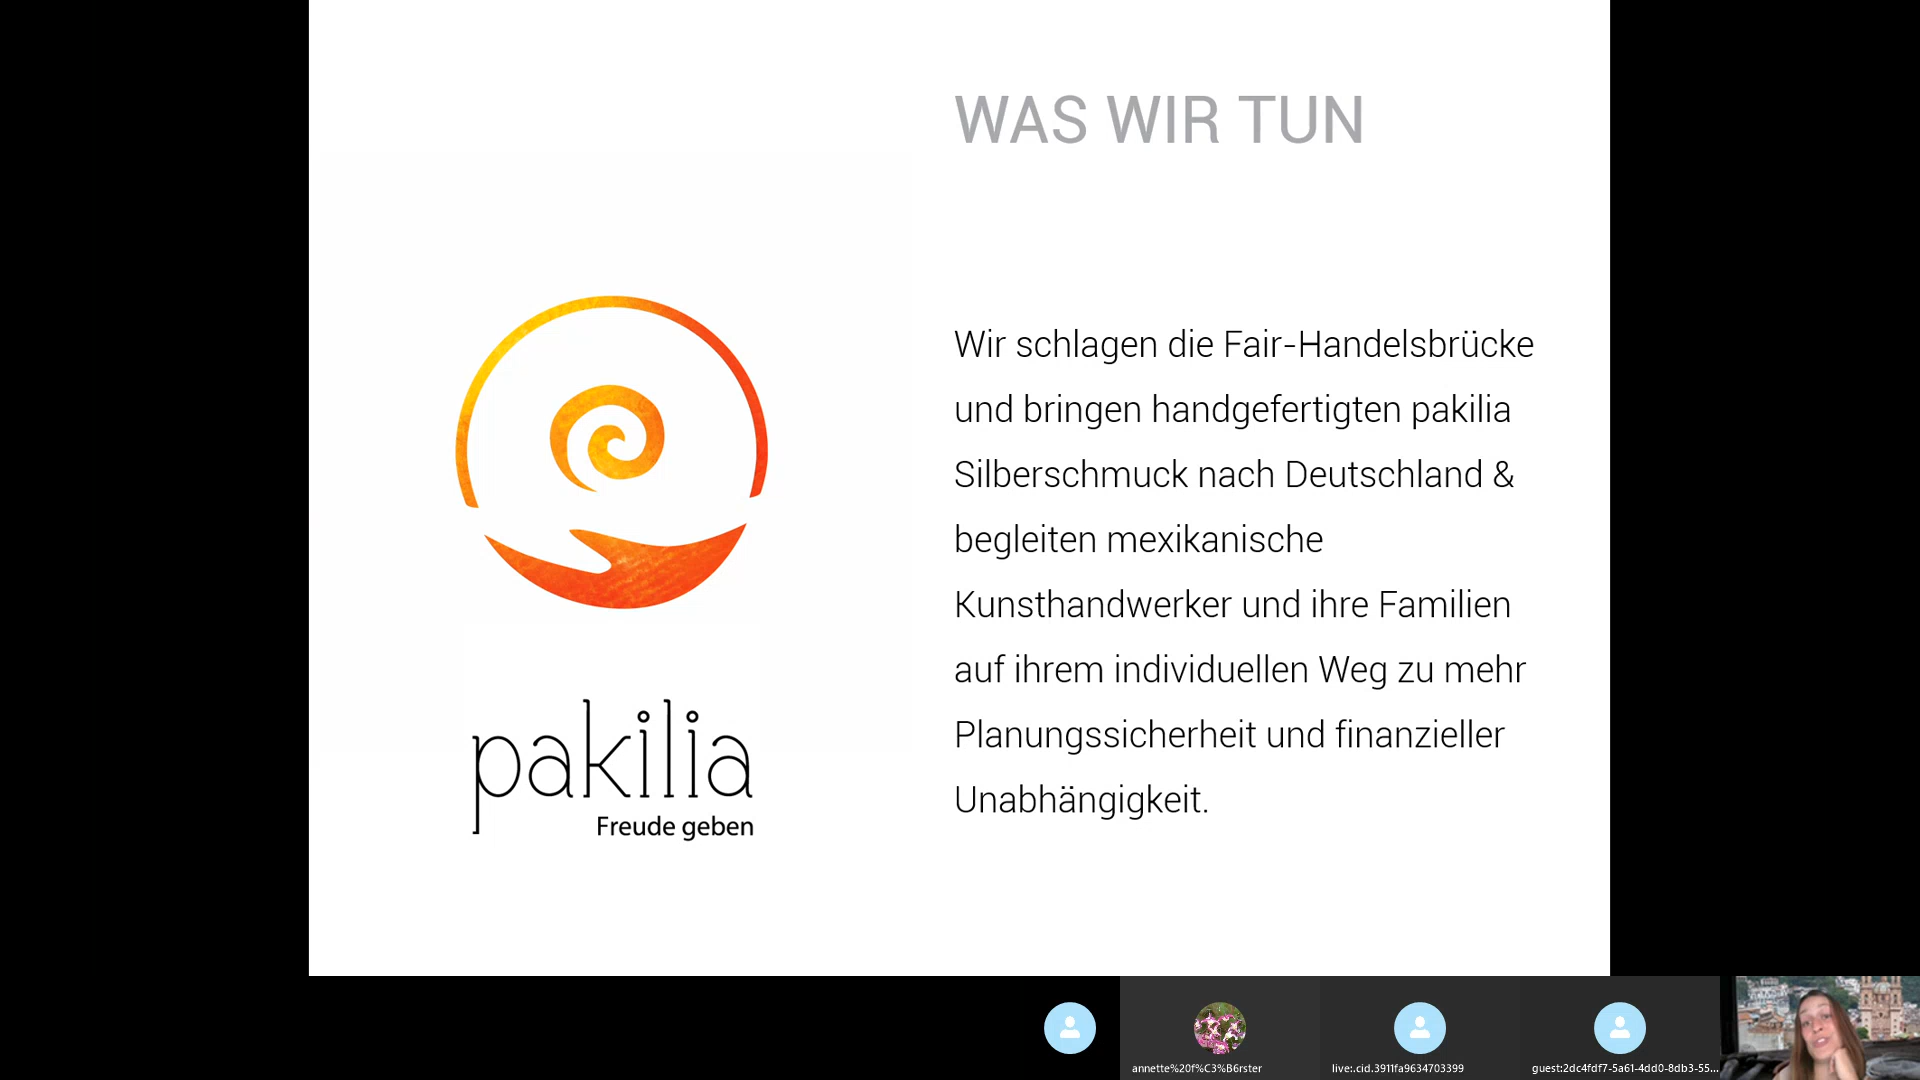 WAS WIR TUN
Wir schlagen die Fair-Handelsbrücke
und bringen handgefertigten pakilia
Silberschmuck nach Deutschland &
begleiten mexikanische
Kunsthandwerker und ihre Familien
auf ihrem individuellen Weg zu mehr
Planungssicherheit und finanzieller
Unabhängigkeit.
pakilia
Freude geben
annette%20f%C3%B6rster
live:.cid.3911fa9634703399
guest:2dc4fdf7-5a61-4dd0-8db3-55...